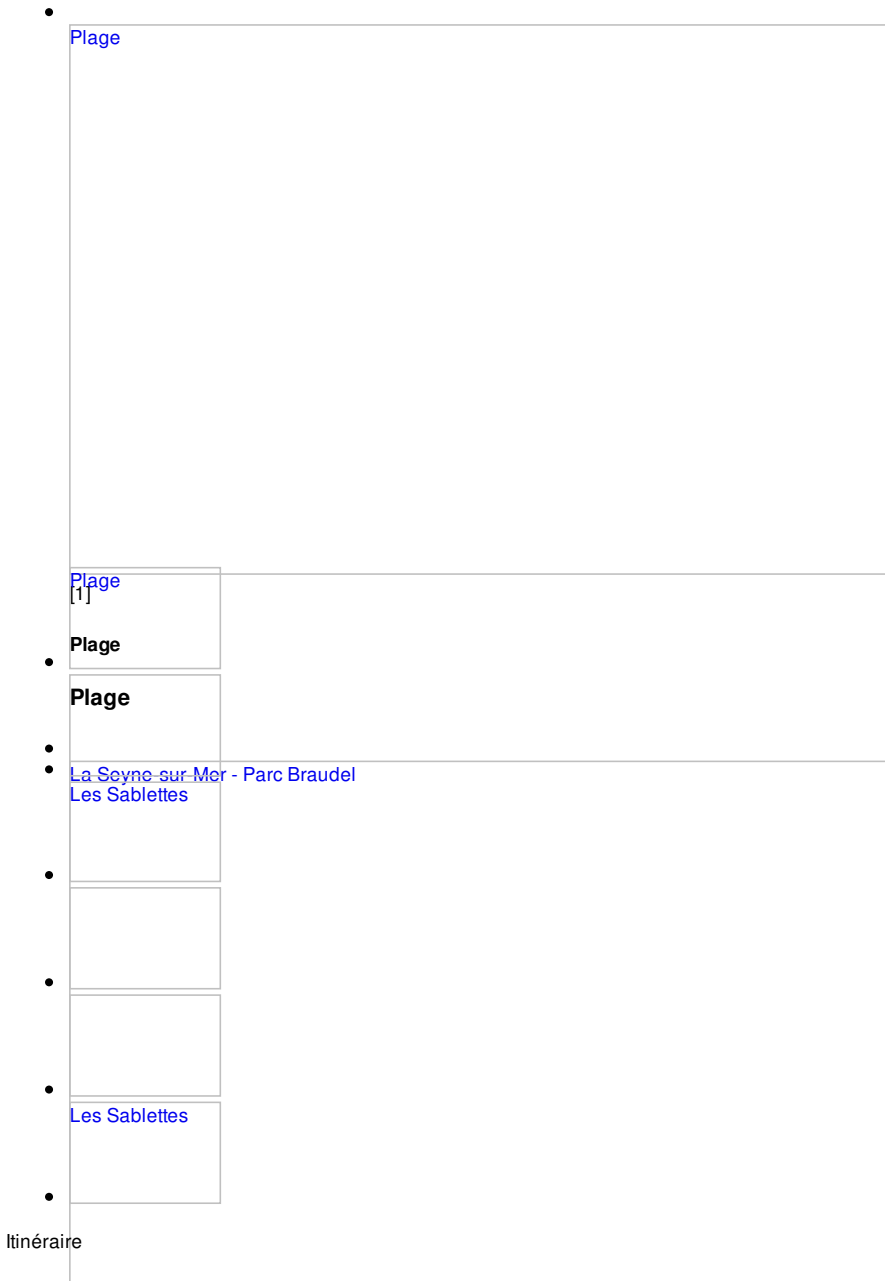 Plage
Plage
[1]
Plage
Plage
La Seyne-sur-Mer - Parc Braudel
Les Sablettes
Les Sablettes
Itinéraire